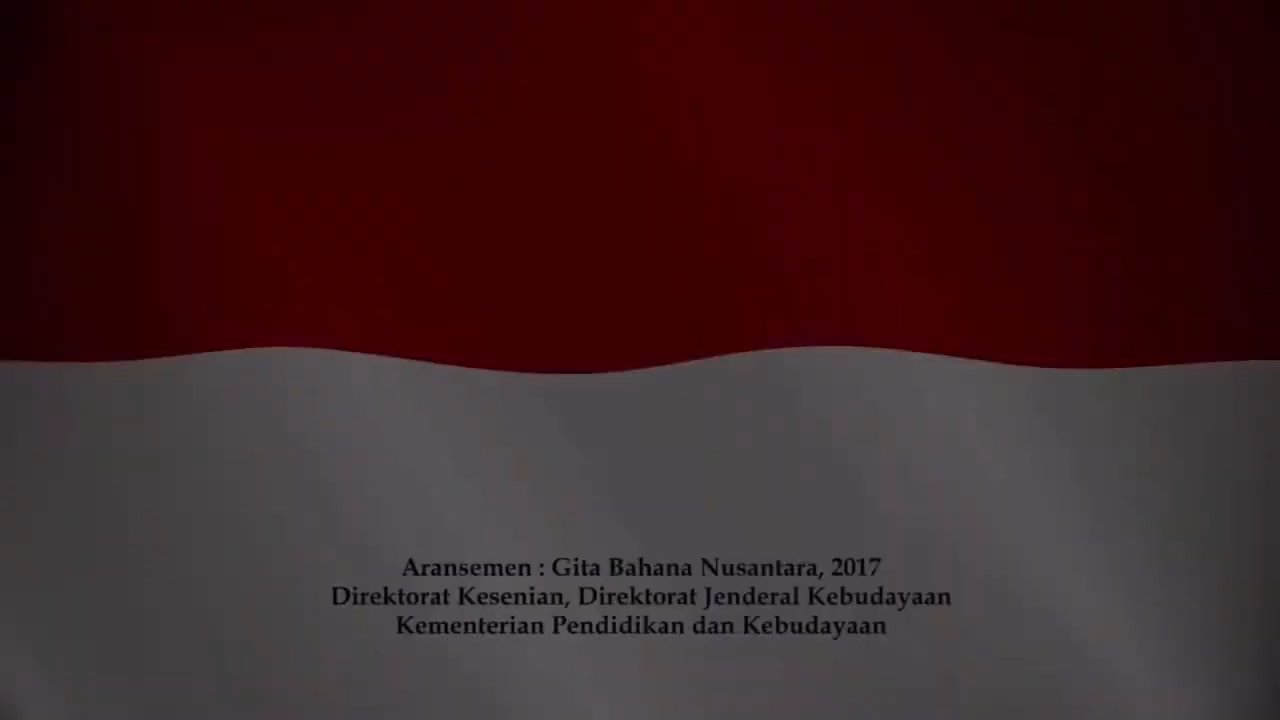 Aransemen : Gita Bahana Nusantara, 2017
Direktorat Kesenian, Direktorat Jenderal Kebudayaan
Kementerian Pendidikan dan Kebudayaan